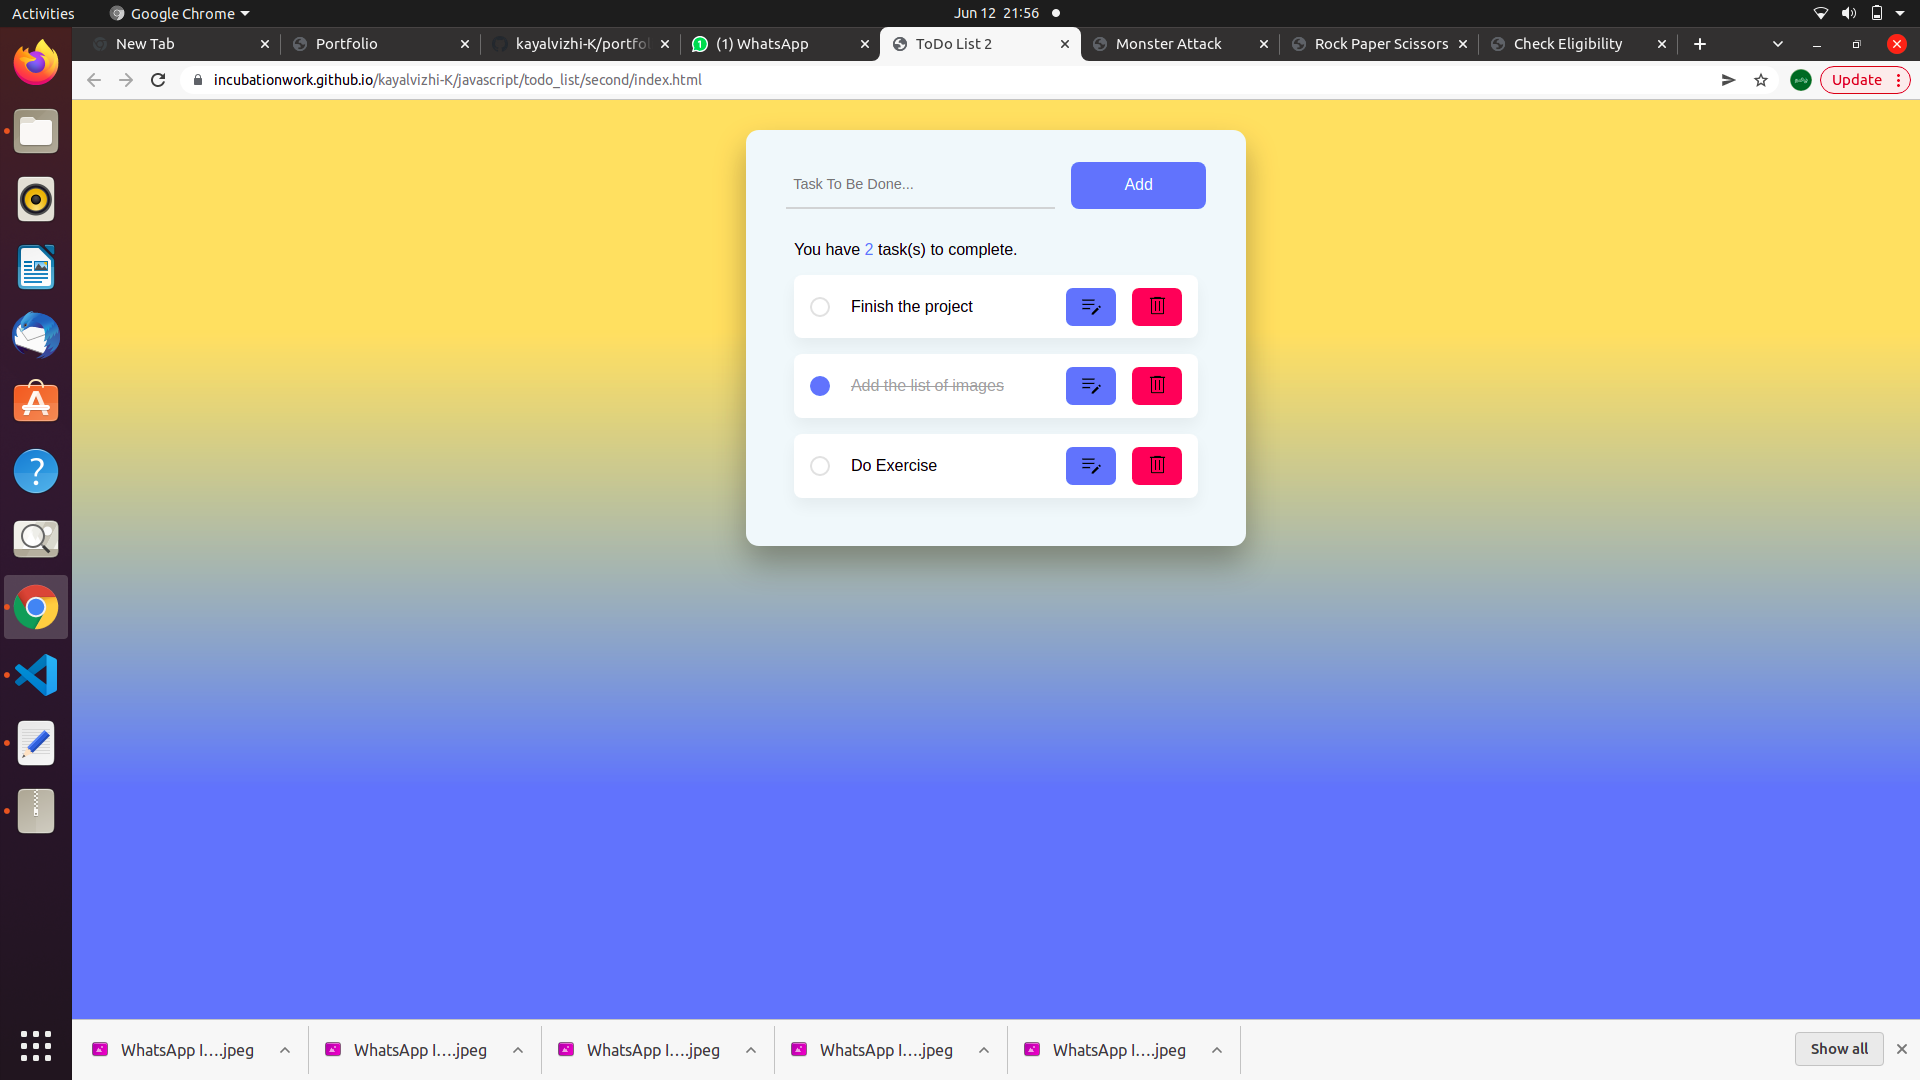 Activities
Google Chrome
Jun 12 21:56
New Tab
Portfolio
kayalvizhi-K/portfol
(1) WhatsApp
ToDo List 2
Monster Attack
Rock Paper Scissors
Check Eligibility
incubationwork.github.io/kayalvizhi-K/javascript/todo_list/second/index.html
Update
Task To Be Done...
Add
You have 2 task(s) to complete.
Finish the project
Add the list of images
Do Exercise
WhatsApp I....jpeg
WhatsApp I....jpeg
WhatsApp I....jpeg
WhatsApp I....jpeg
WhatsApp I....jpeg
Show all